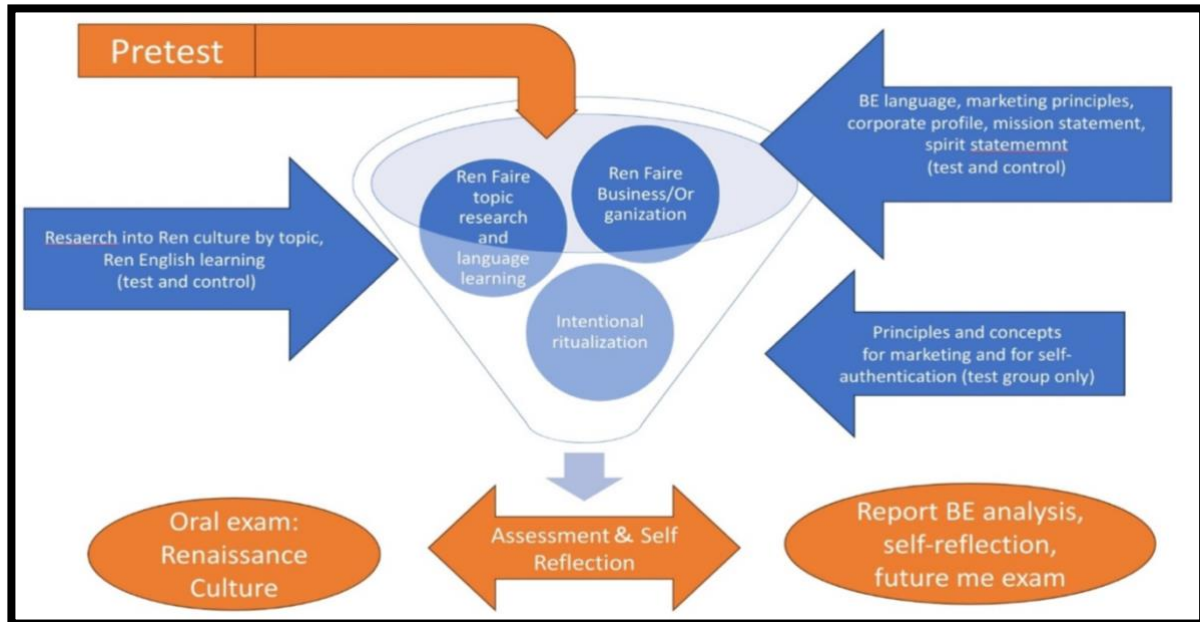 Pretest
BE language, marketing principles,
corporate profile, mission statement,
spirit statememnt
(test and control)
Ren Faire
topic
research
and
language
learning
Ren Faire
Business/Or
ganization
Resaerch into Ren culture by topic,
Ren English learning
(test and control)
Intentional
ritualization
Principles and concepts
for marketing and for self-
authentication (test group only)
Oral exam:
Renaissance
Culture
Assessment & Self
Reflection
Report BE analysis,
self-reflection,
future me exam